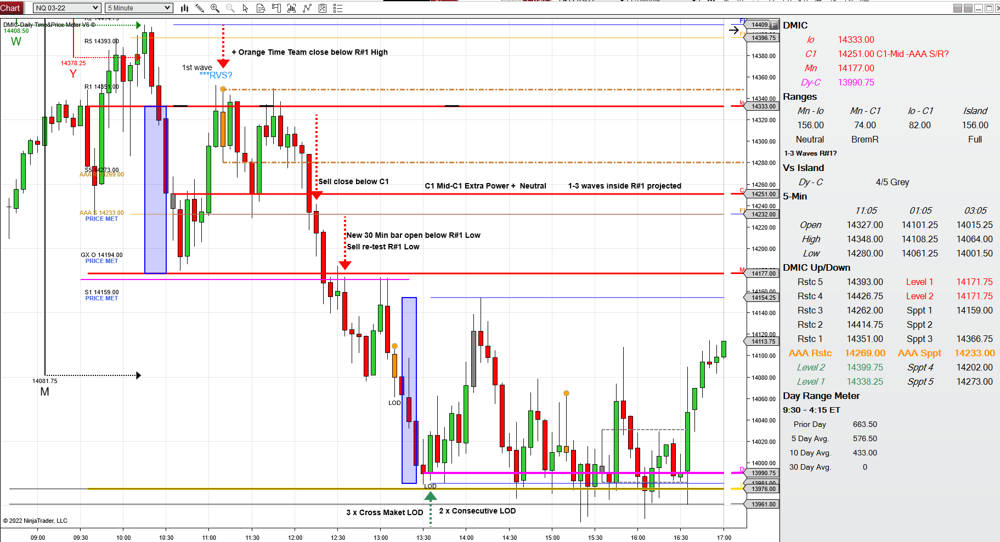 Chart
NQ 03-22
5 Minute
DMIC-Daily Time&Price Meter V6 ©
R2 14414.75
14408.50
W
R5 14393.00
14378.25
Y
R1 14351.00
S5 14273.00
AAA R 14269.00
AAA S 14233.00
PRICE MET
GX O 14194.00
PRICE MET
S1 14159.00
PRICE MET
14081.75
M
+ Orange Time Team close below R#1 High
1st wave
***RVS?
Sell close below C1
C1 Mid-C1 Extra Power + Neutral
1-3 waves inside R#1 projected
New 30 Min bar open below R#1 Low
Sell re-test R#1 Low
LOD
LOD
3 x Cross Maket LOD
2 x Consecutive LOD
© 2022 NinjaTrader, LLC
09:00 09:30 10:00 10:30 11:00 11:30 12:00 12:30 13:00 13:30 14:00 14:30 15:00 15:30 16:00 16:30 17:00
14409.
F
14396.75
14380.00
14360.00
14340.00
Io
14333.00
14320.00
14300.00
14280.00
14260.00
C
14251.00
14240.00
14232.00
14220.00
14200.00
M
14177.00
14160.00
14154.25
14140.00
14120.00
14113.75
14100.00
14080.00
14060.00
14040.00
14020.00
14000.00
D
13990.75
13981.00
13976.00
13961.80
DMIC
Io 14333.00
C1 14251.00 C1-Mid -AAA S/R?
Mn 14177.00
Dy-C 13990.75
Ranges
Mn - Io Mn - C1 Io - C1 Island
156.00 74.00 82.00 156.00
Neutral BremR Full
1-3 Waves R#1?
Vs Island
Dy - C 4/5 Grey
5-Min
11:05 01:05 03:05
Open 14327.00 14101.25 14015.25
High 14348.00 14108.25 14064.00
Low 14280.00 14061.25 14001.50
DMIC Up/Down
Rstc 5 14393.00 Level 1 14171.75
Rstc 4 14426.75 Level 2 14171.75
Rstc 3 14262.00 Sppt 1 14159.00
Rstc 2 14414.75 Sppt 2
Rstc 1 14351.00 Sppt 3 14366.75
AAA Rstc 14269.00 AAA Sppt 14233.00
Level 2 14399.75 Sppt 4 14202.00
Level 1 14338.25 Sppt 5 14273.00
Day Range Meter
9:30 - 4:15 ET
Prior Day 663.50
5 Day Avg. 576.50
10 Day Avg. 433.00
30 Day Avg. 0